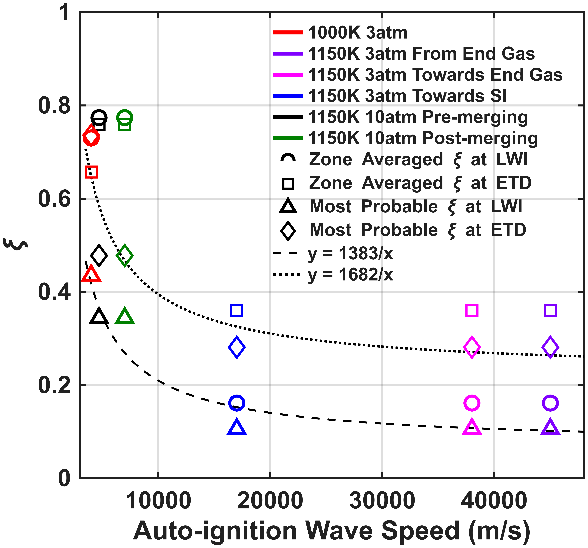 ξ
1
0.8
0.6
0.4
0.2
0
ξ
1000K 3atm
1150K 3atm From End Gas
1150K 3atm Towards End Gas
1150K 3atm Towards SI
1150K 10atm Pre-merging
1150K 10atm Post-merging
Zone Averaged ξ at LWI
Zone Averaged ξ at ETD
Most Probable ξ at LWI
Most Probable ξ at ETD
y = 1383/x
y = 1682/x
10000 20000 30000 40000
Auto-ignition Wave Speed (m/s)